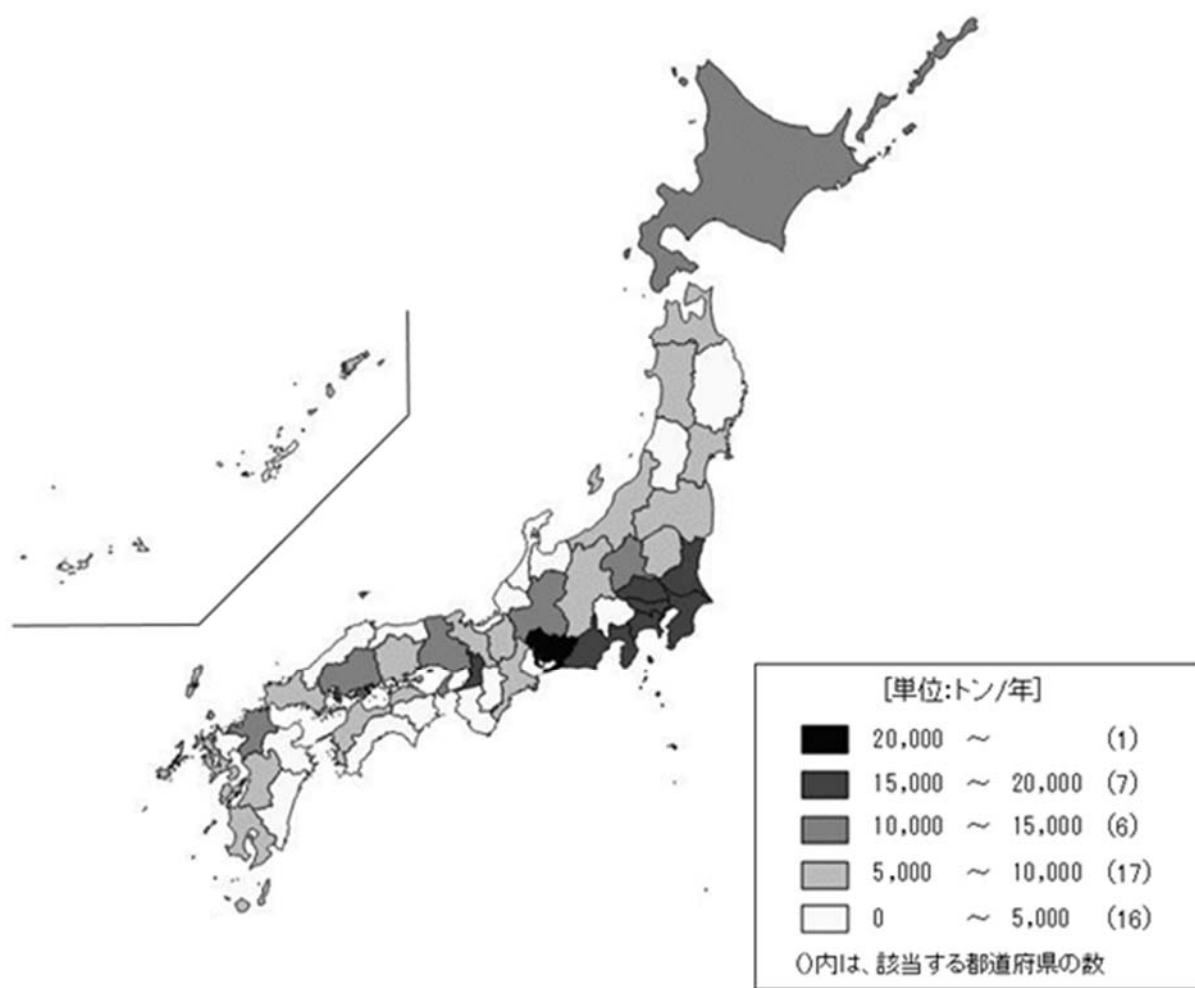 [単位:トン/年]
20,000 ～ (1)
15,000 ～ 20,000 (7)
10,000 ～ 15,000 (6)
5,000 ～ 10,000 (17)
0 ～ 5,000 (16)
()内は、該当する都道府県の数